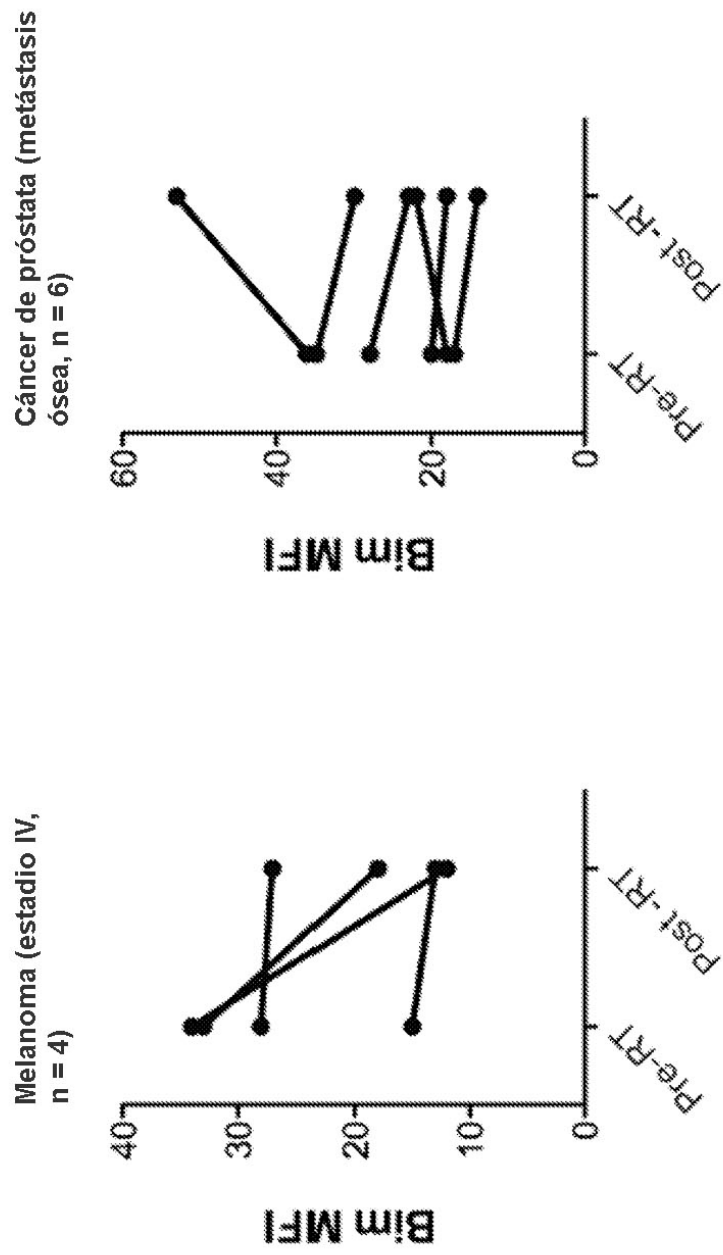 Melanoma (estadio IV,
n = 4)
Bim MFI
40
30
20
10
0
Pre-RT
Post -RT
Cáncer de próstata (metástasis
ósea, n = 6)
Bim MFI
60
40
20
0
Pre-RT
Post -RT